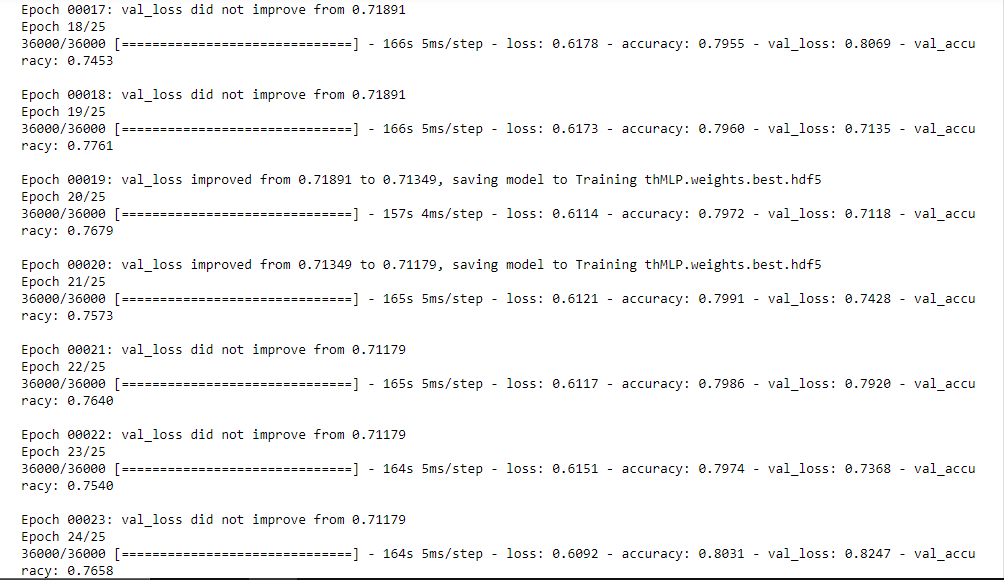 Epoch 00017: val_loss did not improve from 0.71891
Epoch 18/25
36000/36000 [==============================] - 166s 5ms/step - loss: 0.6178 - accuracy: 0.7955 - val_loss: 0.8069 - val_accu
racy: 0.7453
Epoch 00018: val_loss did not improve from 0.71891
Epoch 19/25
36000/36000 [==============================] - 166s 5ms/step - loss: 0.6173 - accuracy: 0.7960 - val_loss: 0.7135 - val_accu
racy: 0.7761
Epoch 00019: val_loss improved from 0.71891 to 0.71349, saving model to Training thMLP.weights.best.hdf5
Epoch 20/25
36000/36000 [==============================] - 157s 4ms/step - loss: 0.6114 - accuracy: 0.7972 - val_loss: 0.7118 - val_accu
racy: 0.7679
Epoch 00020: val_loss improved from 0.71349 to 0.71179, saving model to Training thMLP.weights.best.hdf5
Epoch 21/25
36000/36000 [==============================] - 165s 5ms/step - loss: 0.6121 - accuracy: 0.7991 - val_loss: 0.7428 - val_accu
racy: 0.7573
Epoch 00021: val_loss did not improve from 0.71179
Epoch 22/25
36000/36000 [==============================] - 165s 5ms/step - loss: 0.6117 - accuracy: 0.7986 - val_loss: 0.7920 - val_accu
racy: 0.7640
Epoch 00022: val_loss did not improve from 0.71179
Epoch 23/25
36000/36000 [==============================] - 164s 5ms/step - loss: 0.6151 - accuracy: 0.7974 - val_loss: 0.7368 - val_accu
racy: 0.7540
Epoch 00023: val_loss did not improve from 0.71179
Epoch 24/25
36000/36000 [==============================] - 164s 5ms/step - loss: 0.6092 - accuracy: 0.8031 - val_loss: 0.8247 - val_accu
racy: 0.7658